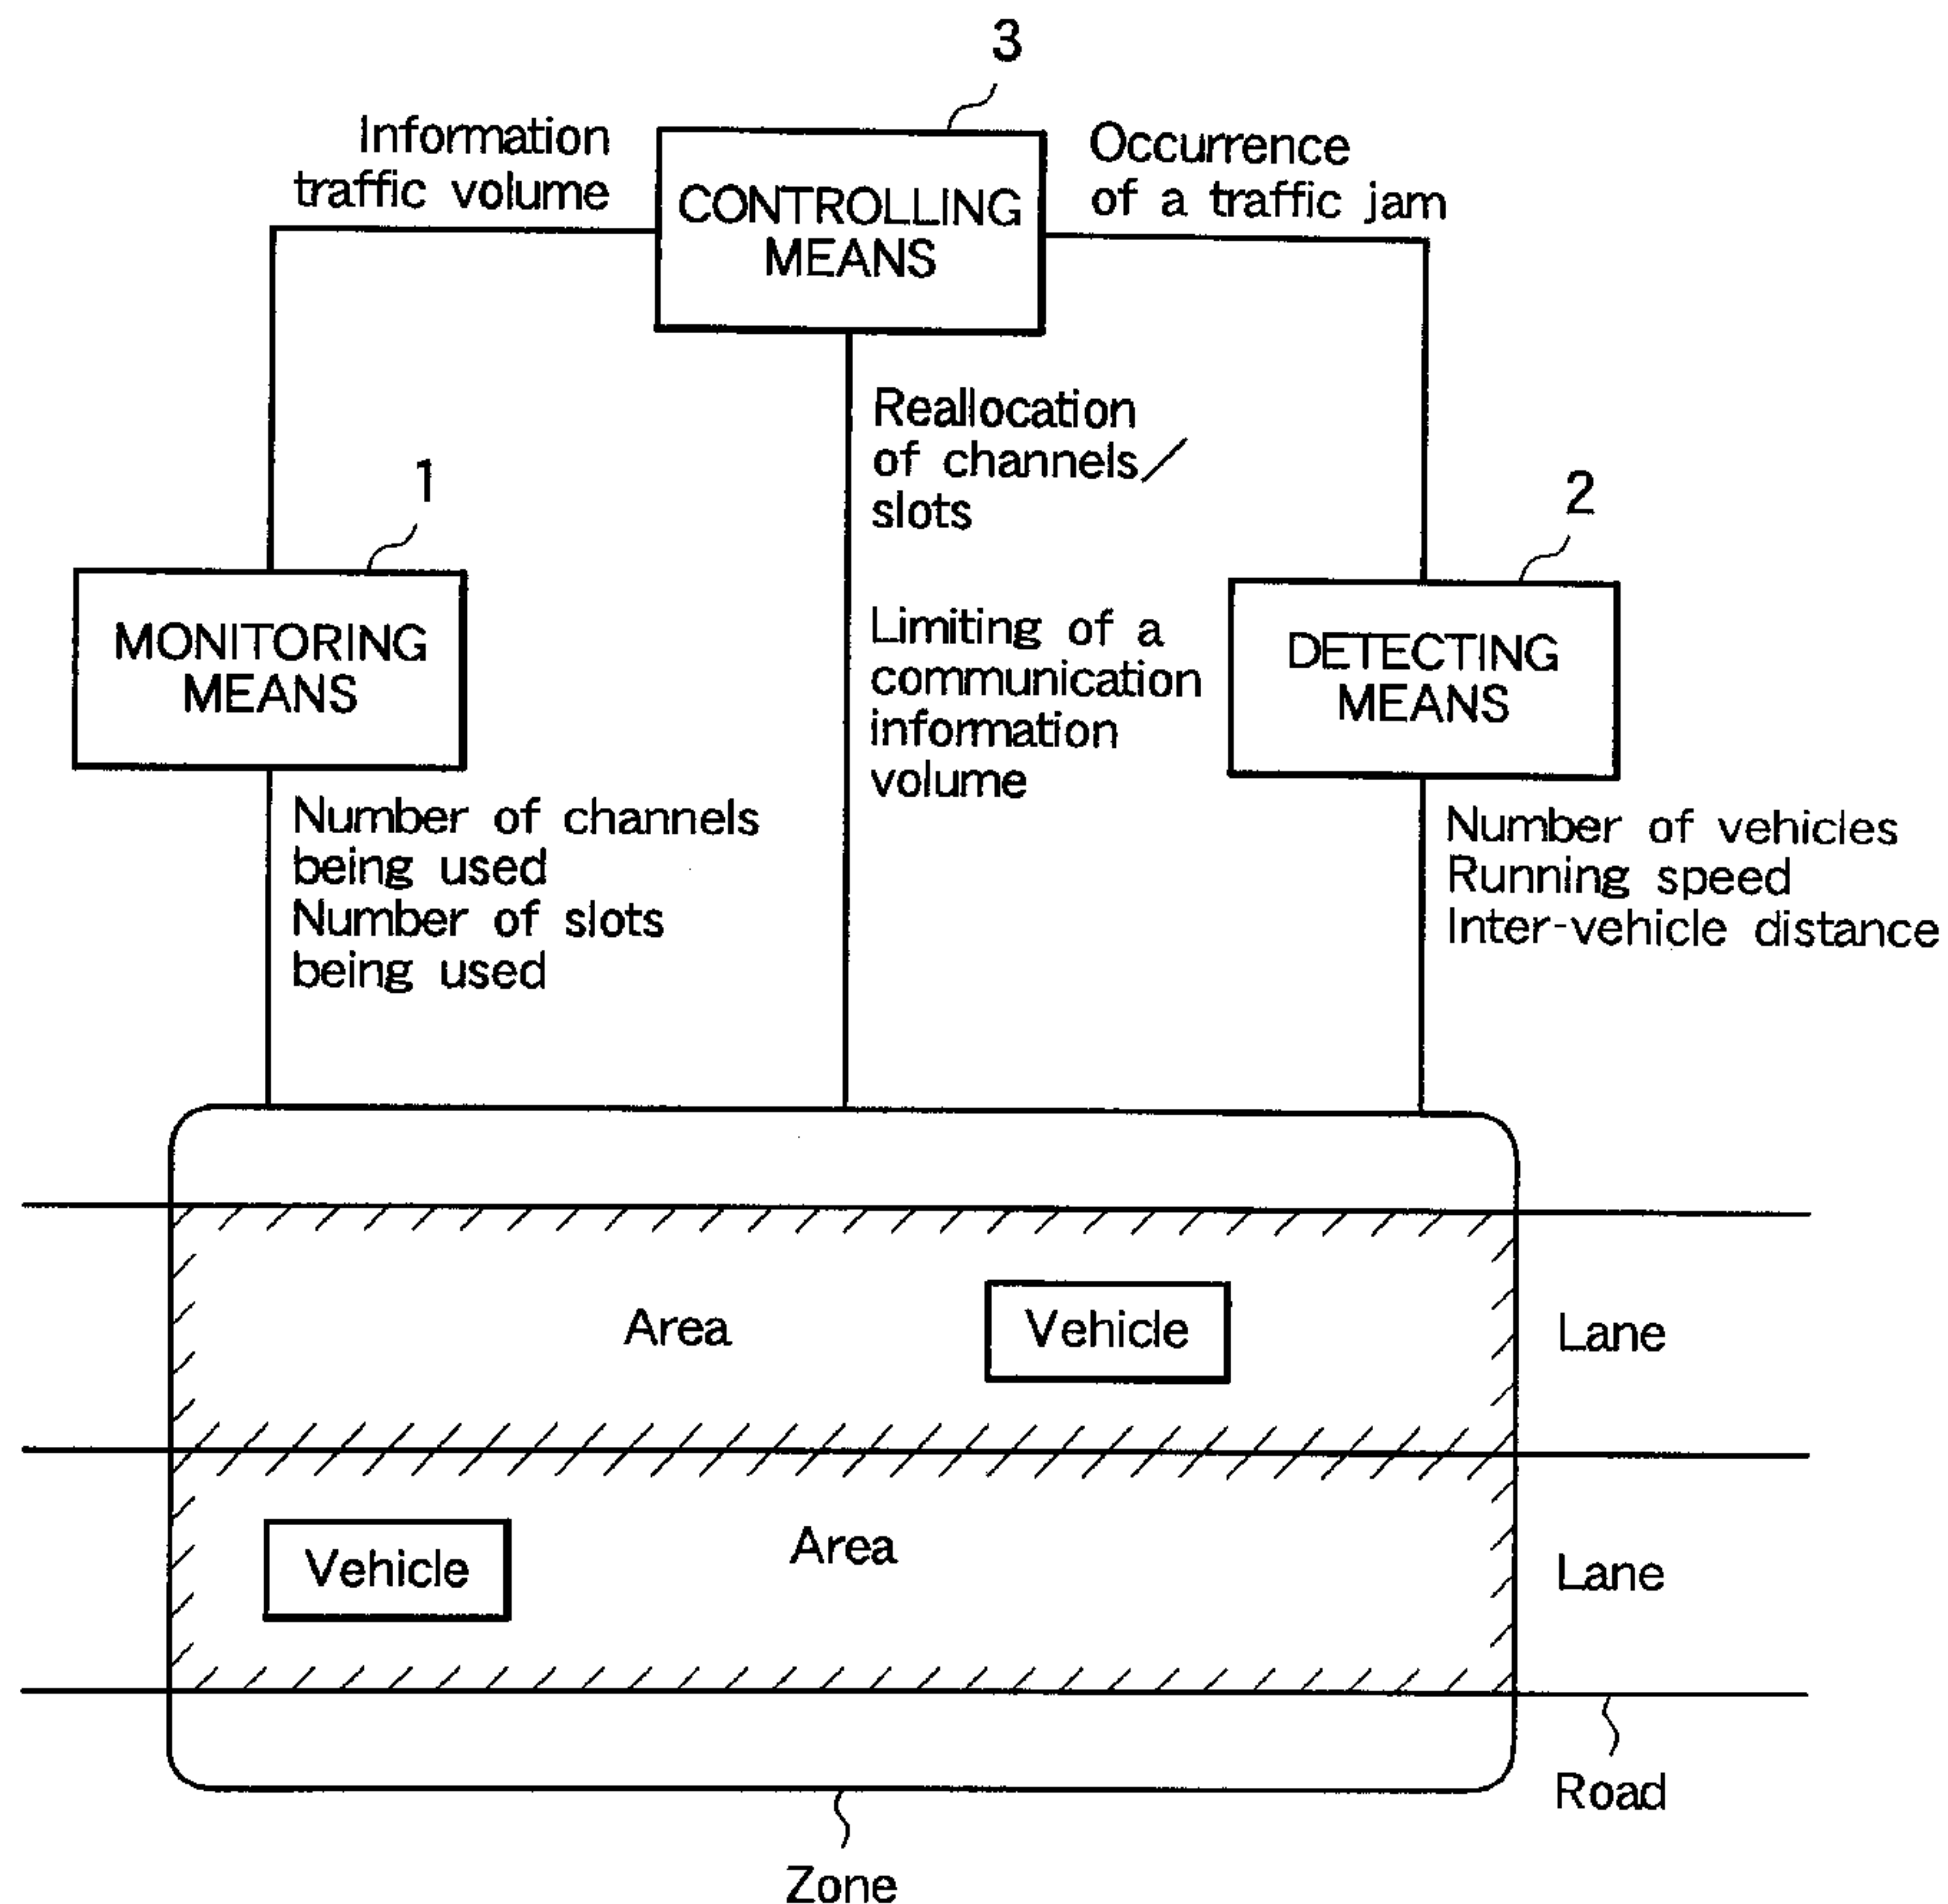 3
Information
traffic volume
CONTROLLING
MEANS
Occurrence
of a traffic jam
Reallocation
of channels/
slots
1
2
MONITORING
MEANS
Limiting of a
communication
information
volume
DETECTING
MEANS
Number of channels
being used
Number of slots
being used
Number of vehicles
Running speed
Inter-vehicle distance
Area
Vehicle
Lane
Vehicle
Area
Lane
Road
Zone